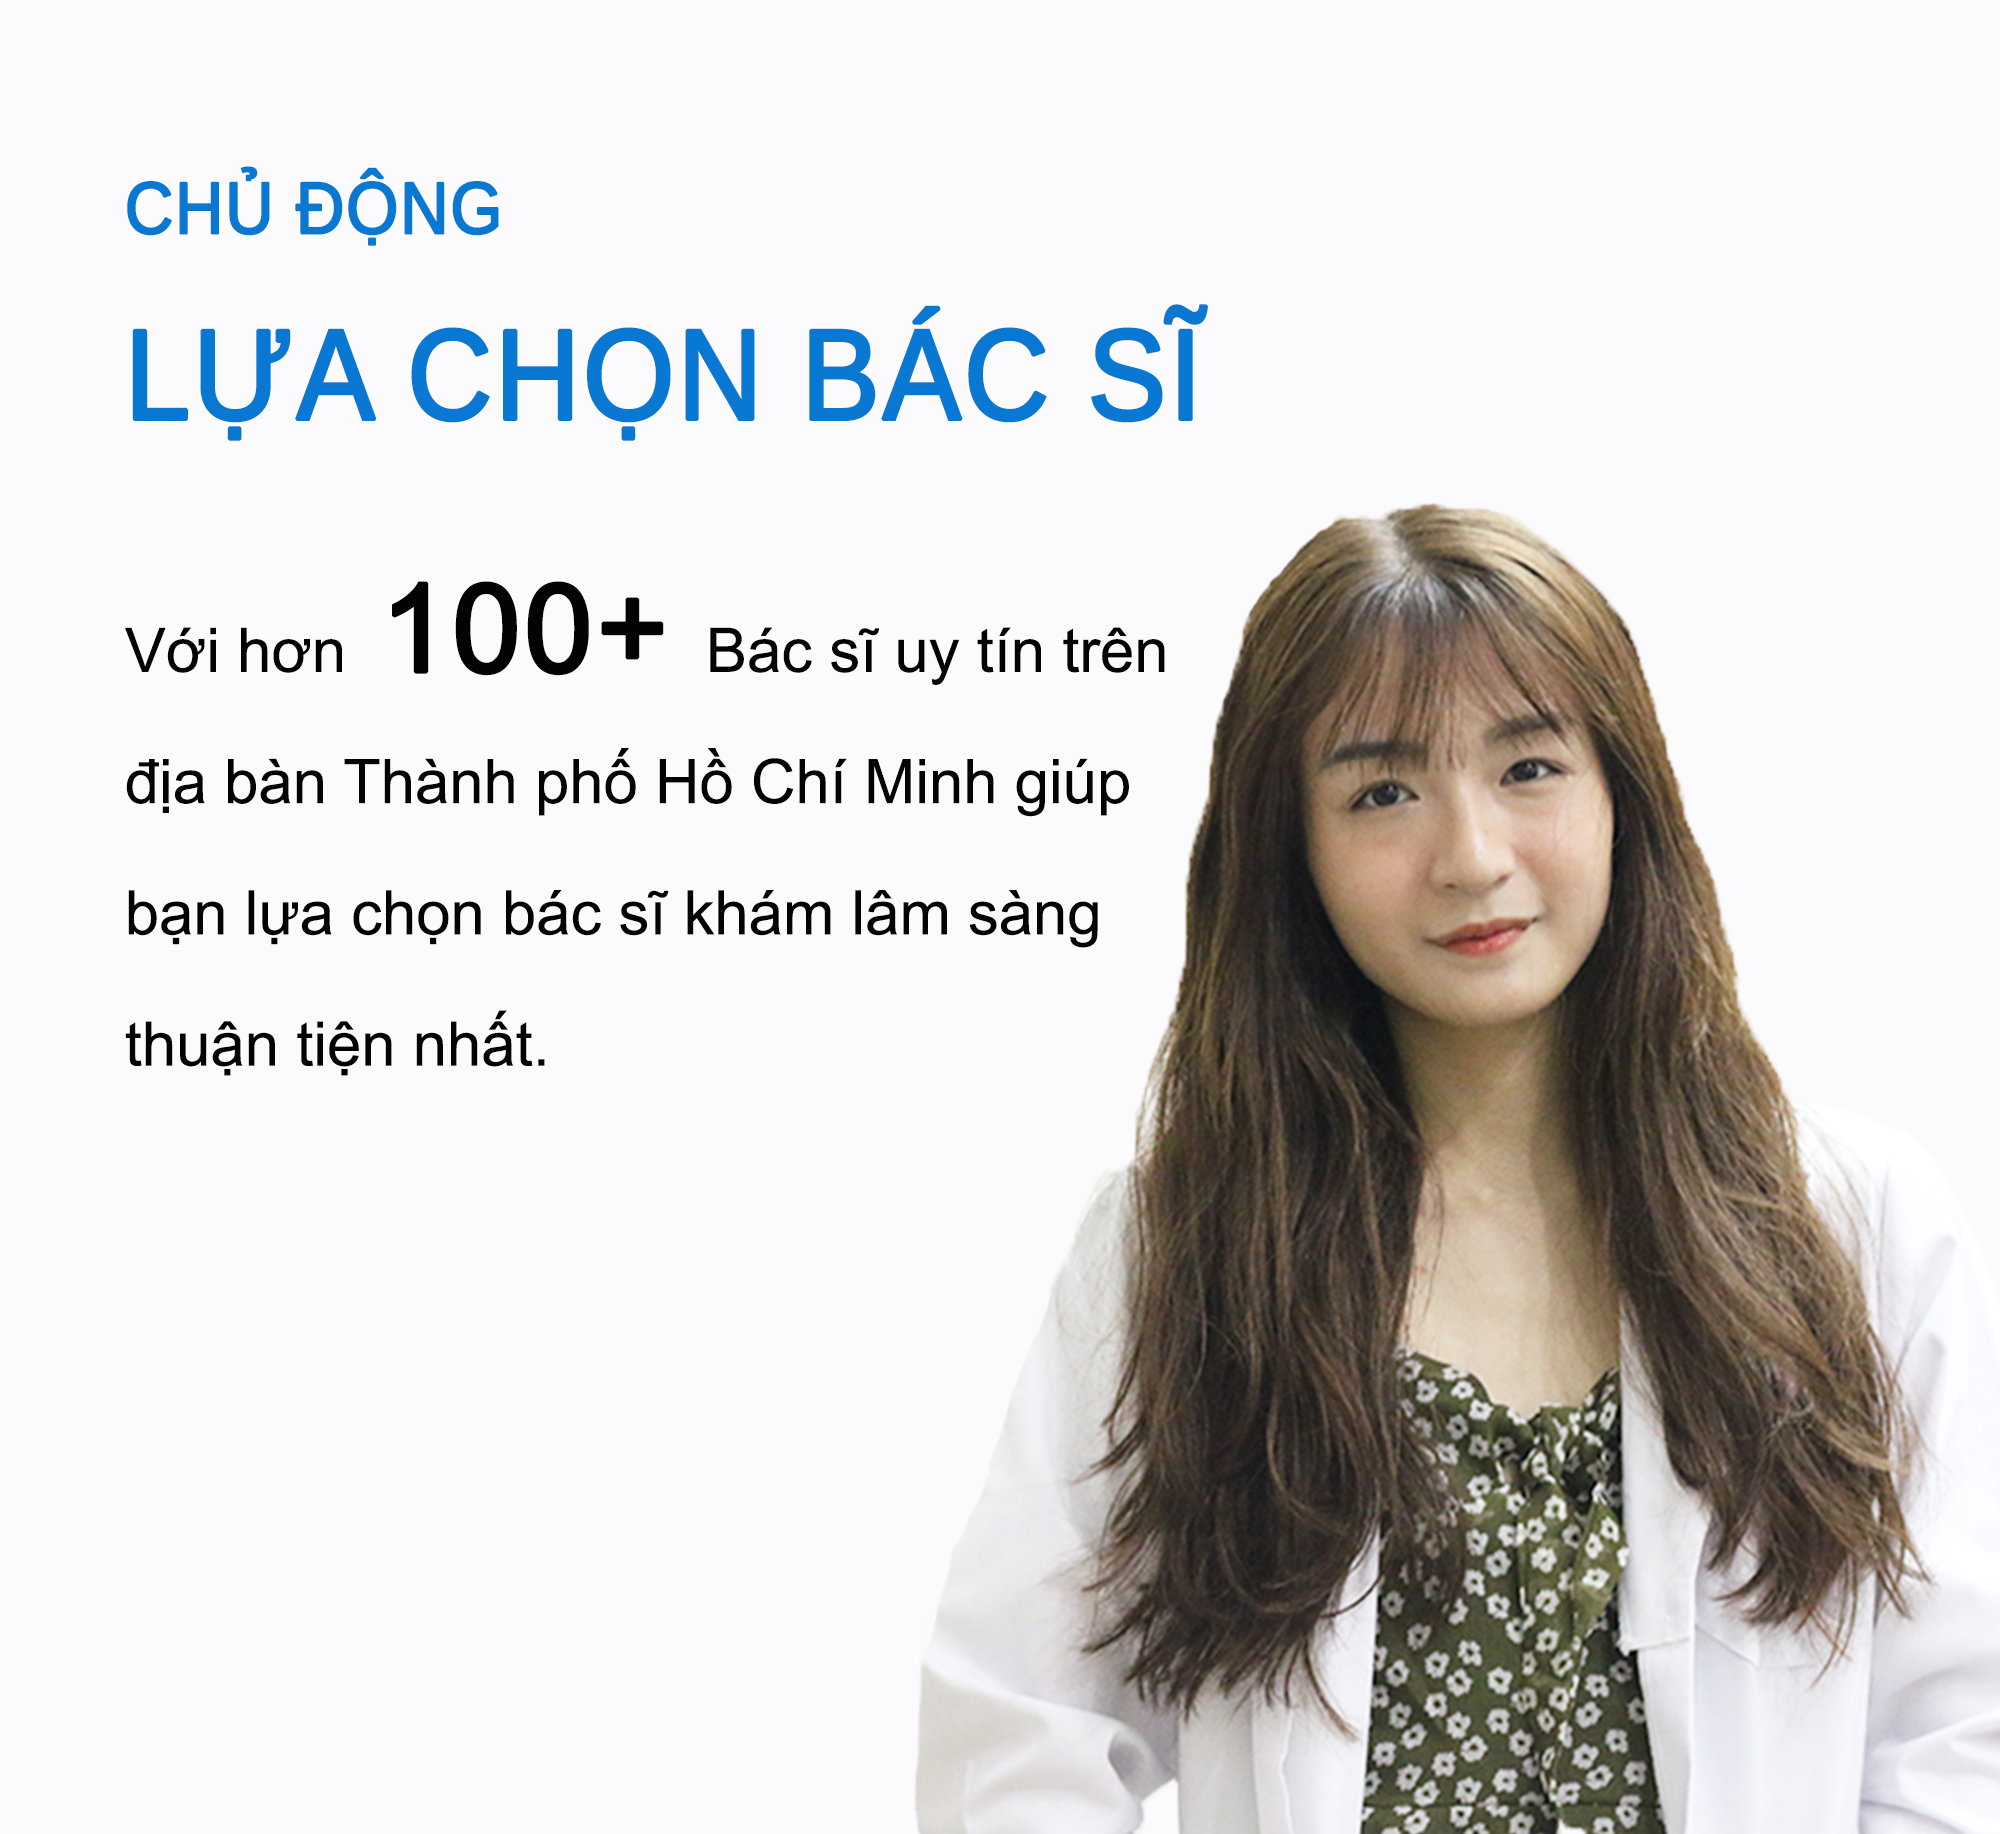 CHỦ ĐỘNG
LỰA CHỌN BÁC SĨ
Với hơn 100+ Bác sĩ uy tín trên
địa bàn Thành phố Hồ Chí Minh giúp
bạn lựa chọn bác sĩ khám lâm sàng
thuận tiện nhất.